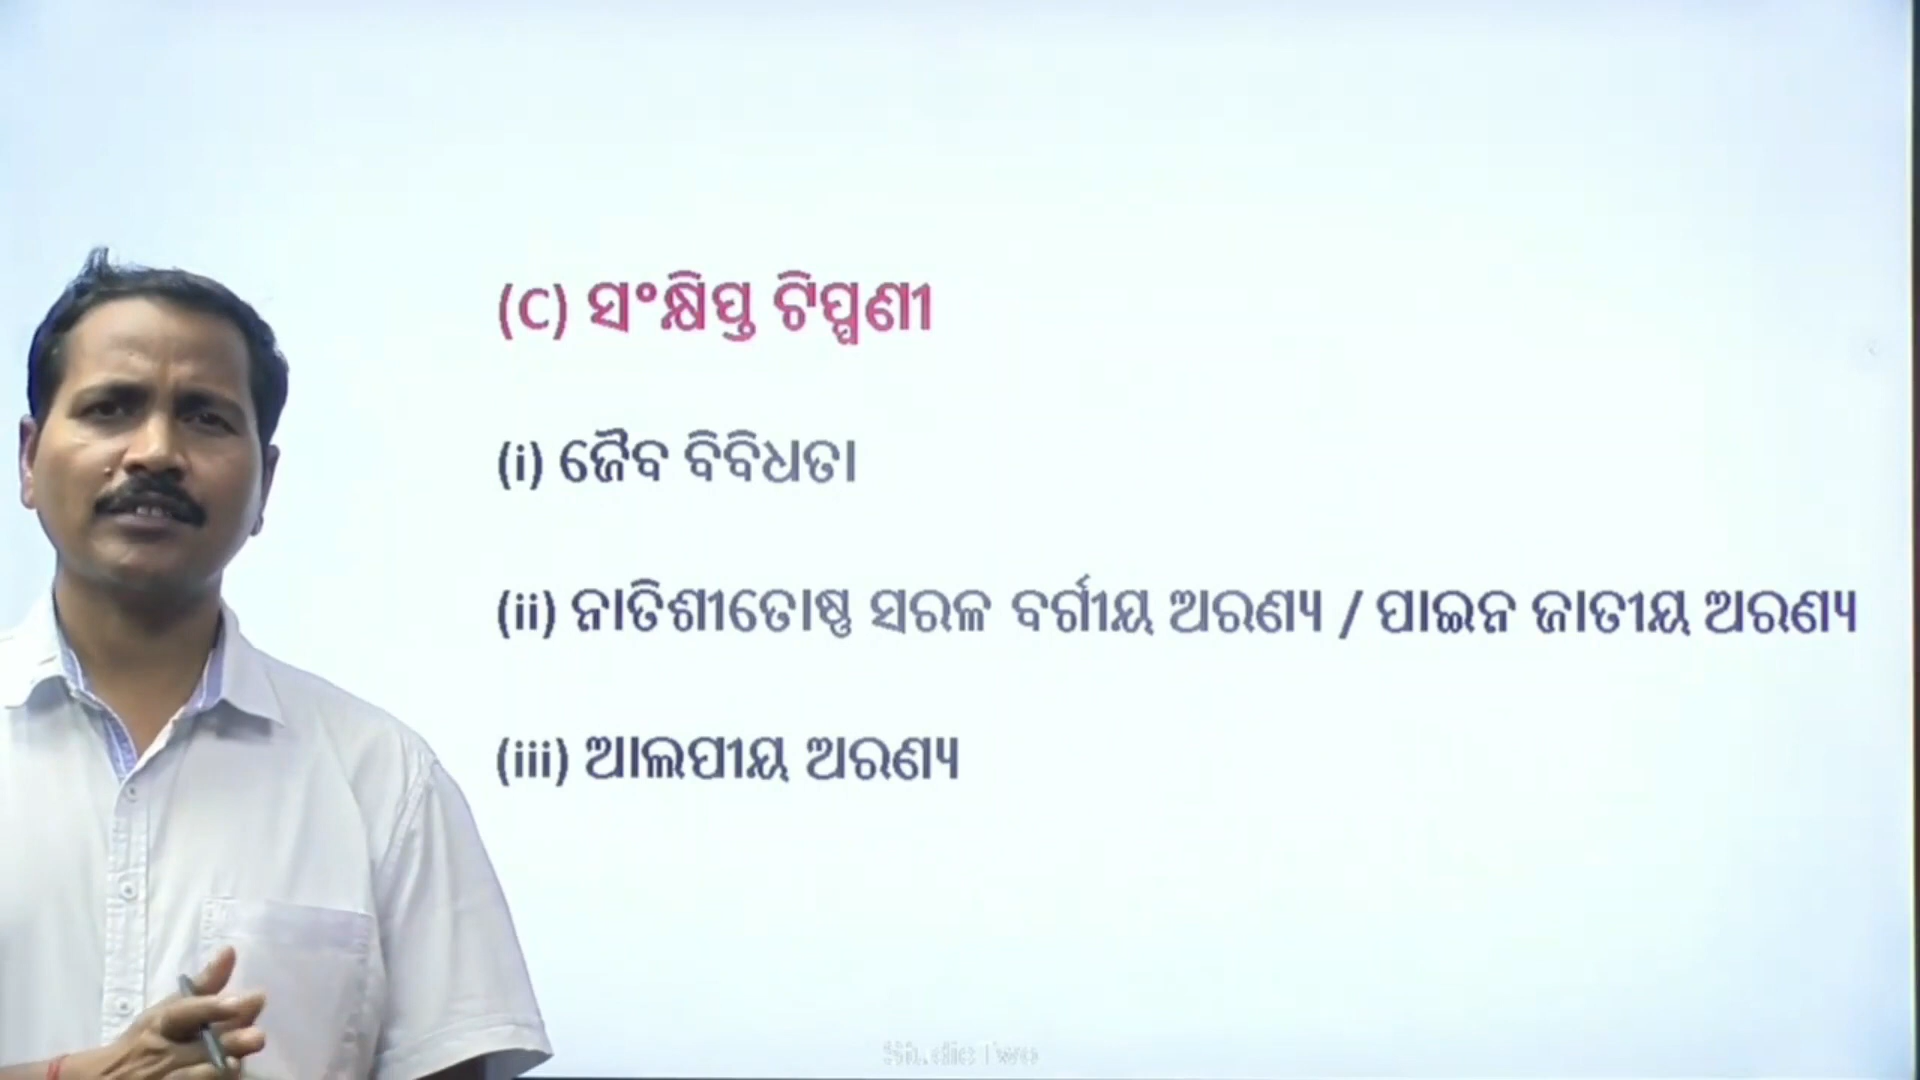 (C) ସଂକ୍ଷିପ୍ତ ଟିପ୍ପଣୀ
(i) ଜୈବ ବିବିଧତା
(ii) ନାତିଶୀତୋଷ୍ଣ ସରଳ ବର୍ଗୀୟ ଅରଣ୍ୟ / ପାଇନ ଜାତୀୟ ଅରଣ୍ୟ
(iii) ଆଲପୀୟ ଅରଣ୍ୟ